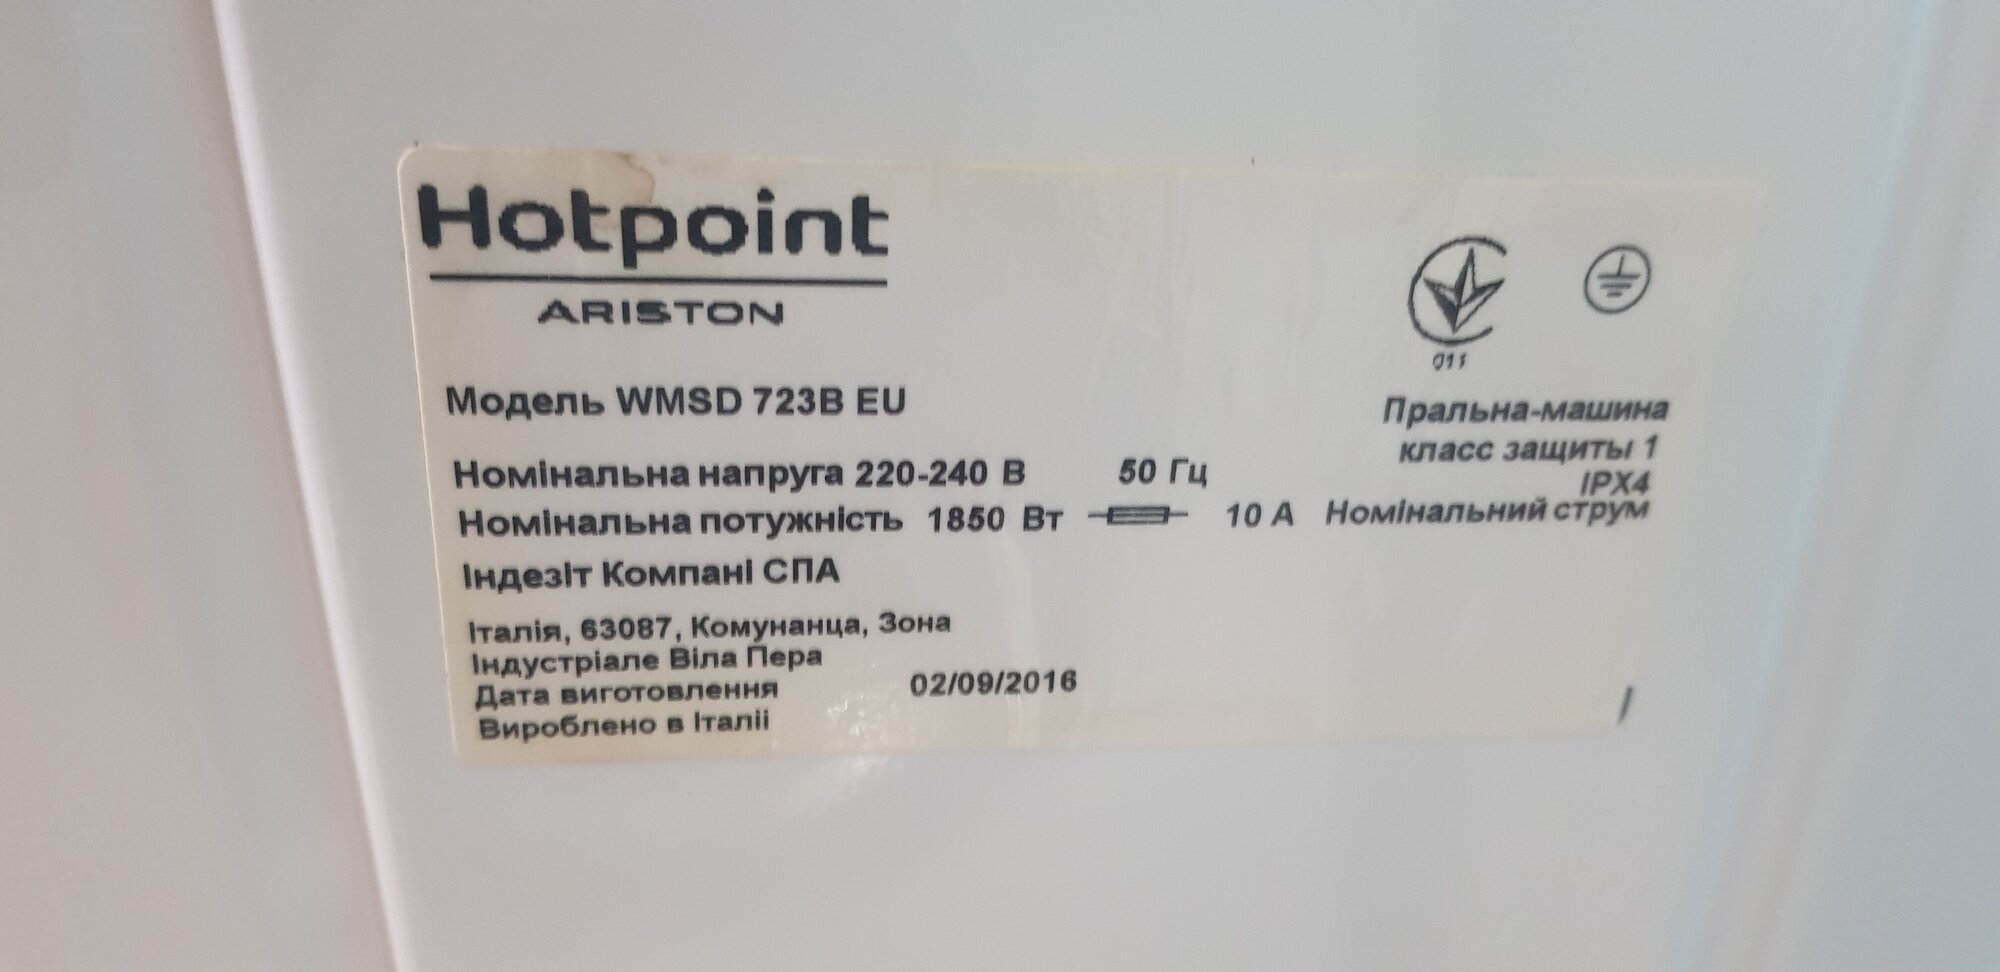 Hotpoint
ARISTON
011
Модель WMSD 723B EU
Пральна-машина
класс защиты 1
IPX4
Номінальна напруга 220-240 В 50 Гц
Номінальна потужність 1850 Вт 10 А Номінальний струм
Індезіт Компані СПА
Італія, 63087, Комунанца, Зона
Індустріале Віла Пера
Дата виготовлення 02/09/2016
Вироблено в Італіі